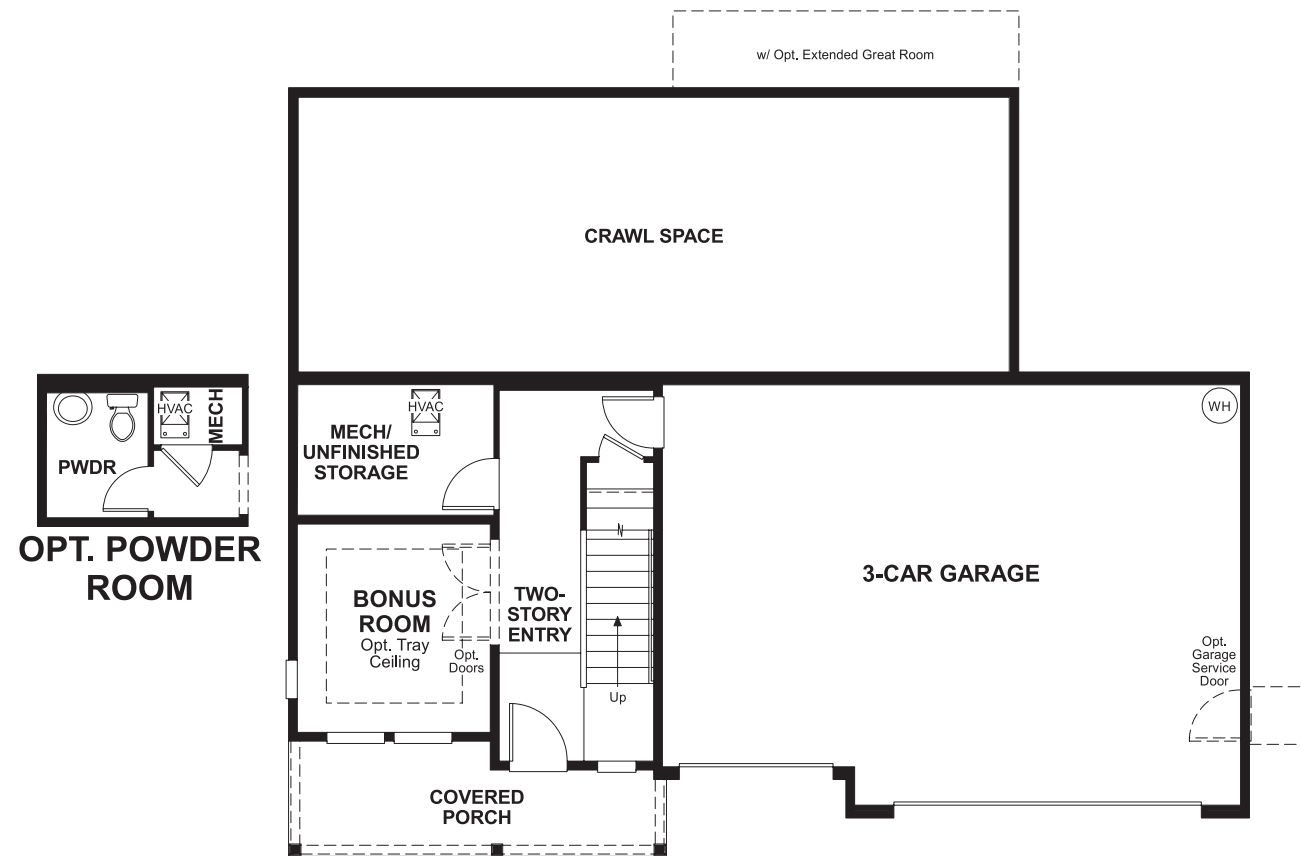 w/ Opt. Extended Great Room
CRAWL SPACE
HVAC
MECH
PWDR
OPT. POWDER
ROOM
HVAC
MECH/
UNFINISHED
STORAGE
WH
3-CAR GARAGE
BONUS
ROOM
Opt. Tray
Ceiling
Opt.
Doors
TWO-
STORY
ENTRY
N
Up
Opt.
Garage
Service
Door
COVERED
PORCH